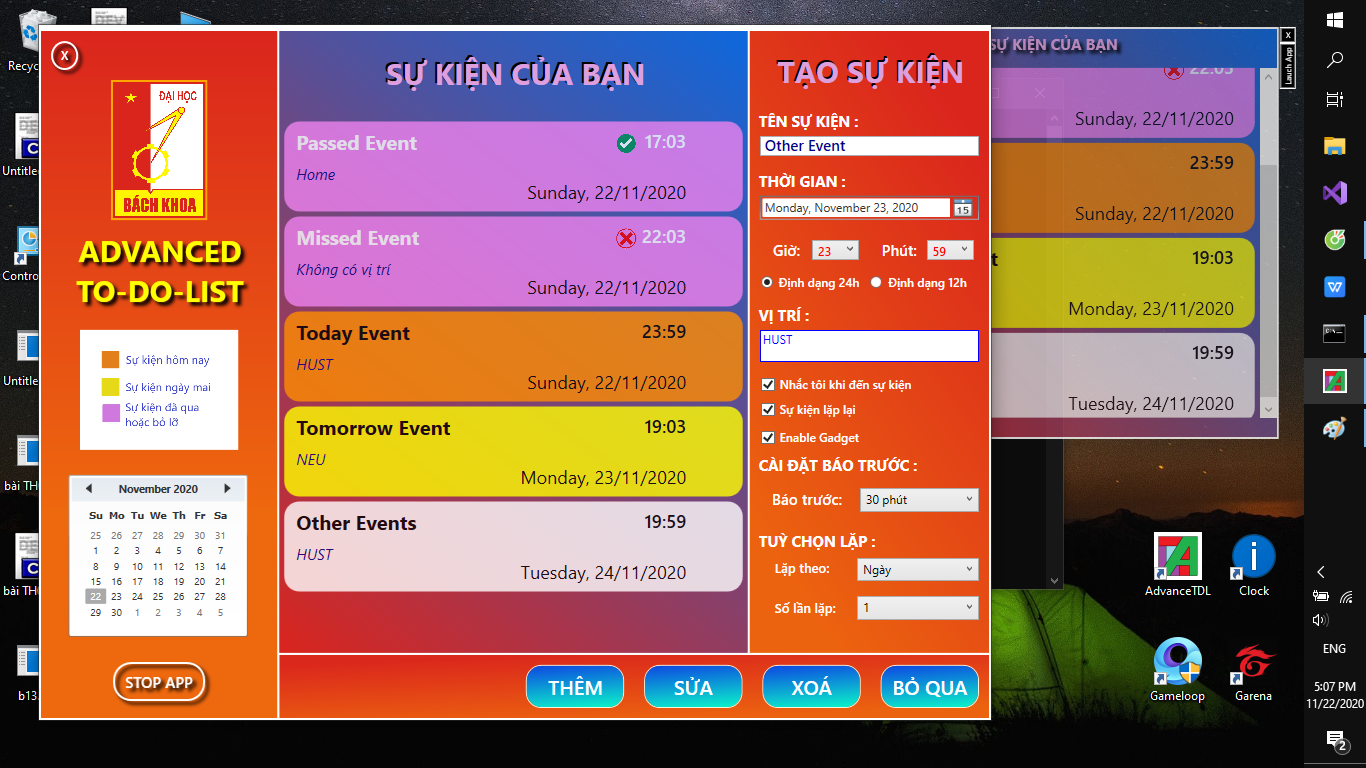 Recyc
Untitled
Control
Untitle
bài TH
bài TH
b13.
X
ĐẠI HỌC
BÁCH KHOA
ADVANCED
TO-DO-LIST
Sự kiện hôm nay
Sự kiện ngày mai
Sự kiện đã qua
hoặc bỏ lỡ
November 2020
Su Mo Tu We Th Fr Sa
25 26 27 28 29 30 31
1 2 3 4 5 6 7
8 9 10 11 12 13 14
15 16 17 18 19 20 21
22 23 24 25 26 27 28
29 30 1 2 3 4 5
STOP APP
SỰ KIỆN CỦA BẠN
Passed Event 17:03
Home
Sunday, 22/11/2020
Missed Event 22:03
Không có vị trí
Sunday, 22/11/2020
Today Event 23:59
HUST
Sunday, 22/11/2020
Tomorrow Event 19:03
NEU
Monday, 23/11/2020
Other Events 19:59
HUST
Tuesday, 24/11/2020
TẠO SỰ KIỆN
TÊN SỰ KIỆN :
Other Event
THỜI GIAN :
Monday, November 23, 2020 15
Giờ: 23 Phút: 59
Định dạng 24h Định dạng 12h
VỊ TRÍ :
HUST
Nhắc tôi khi đến sự kiện
Sự kiện lặp lại
Enable Gadget
CÀI ĐẶT BÁO TRƯỚC :
Báo trước: 30 phút
TUỲ CHỌN LẶP :
Lặp theo: Ngày
Số lần lặp: 1
THÊM SỬA XOÁ BỎ QUA
SỰ KIỆN CỦA BẠN
X
Lauch App
22:03
Sunday, 22/11/2020
23:59
Sunday, 22/11/2020
t 19:03
Monday, 23/11/2020
19:59
Tuesday, 24/11/2020
AdvanceTDL Clock
Gameloop Garena
ENG
5:07 PM
11/22/2020
2